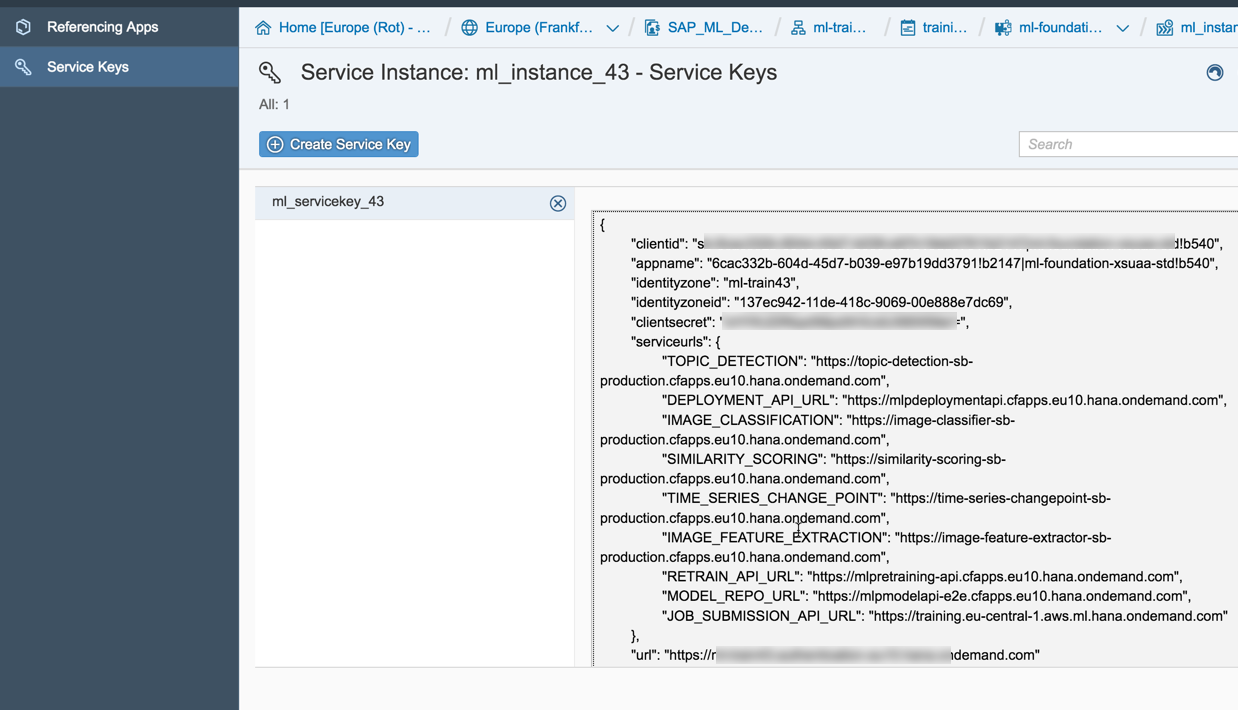 Referencing Apps
Service Keys
Home [Europe (Rot) - ... / Europe (Frankf... / SAP_ML_De... / ml-trai... / traini... / ml-foundati... / ml_instan
Service Instance: ml_instance_43 - Service Keys
All: 1
Create Service Key
Search
ml_servicekey_43
{
"clientid": "s !b540",
"appname": "6cac332b-604d-45d7-b039-e97b19dd3791!b2147|ml-foundation-xsuaa-std!b540",
"identityzone": "ml-train43",
"identityzoneid": "137ec942-11de-418c-9069-00e888e7dc69",
"clientsecret": " =",
"serviceurls": {
"TOPIC_DETECTION": "https://topic-detection-sb-
production.cfapps.eu10.hana.ondemand.com",
"DEPLOYMENT_API_URL": "https://mlpdeploymentapi.cfapps.eu10.hana.ondemand.com",
"IMAGE_CLASSIFICATION": "https://image-classifier-sb-
production.cfapps.eu10.hana.ondemand.com",
"SIMILARITY_SCORING": "https://similarity-scoring-sb-
production.cfapps.eu10.hana.ondemand.com",
"TIME_SERIES_CHANGE_POINT": "https://time-series-changepoint-sb-
production.cfapps.eu10.hana.ondemand.com",
"IMAGE_FEATURE_EXTRACTION": "https://image-feature-extractor-sb-
production.cfapps.eu10.hana.ondemand.com",
"RETRAIN_API_URL": "https://mlpretraining-api.cfapps.eu10.hana.ondemand.com",
"MODEL_REPO_URL": "https://mlpmodelapi-e2e.cfapps.eu10.hana.ondemand.com",
"JOB_SUBMISSION_API_URL": "https://training.eu-central-1.aws.ml.hana.ondemand.com"
},
"url": "https:// ndemand.com"